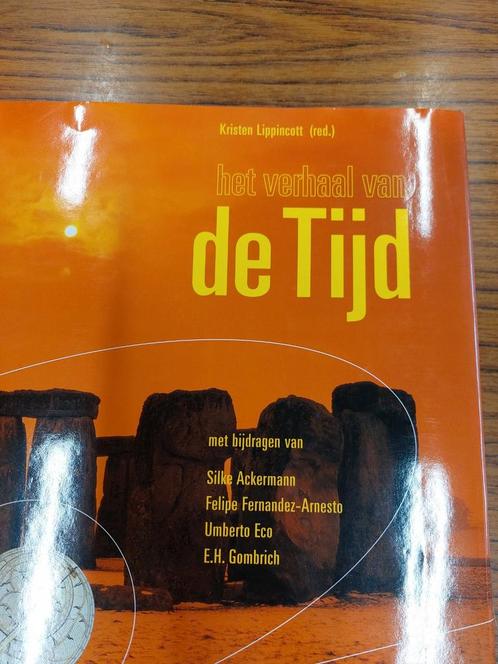 Kristen Lippincott (red.)
het verhaal van
de Tijd
met bijdragen van
Silke Ackermann
Felipe Fernandez-Arnesto
Umberto Eco
E.H. Gombrich